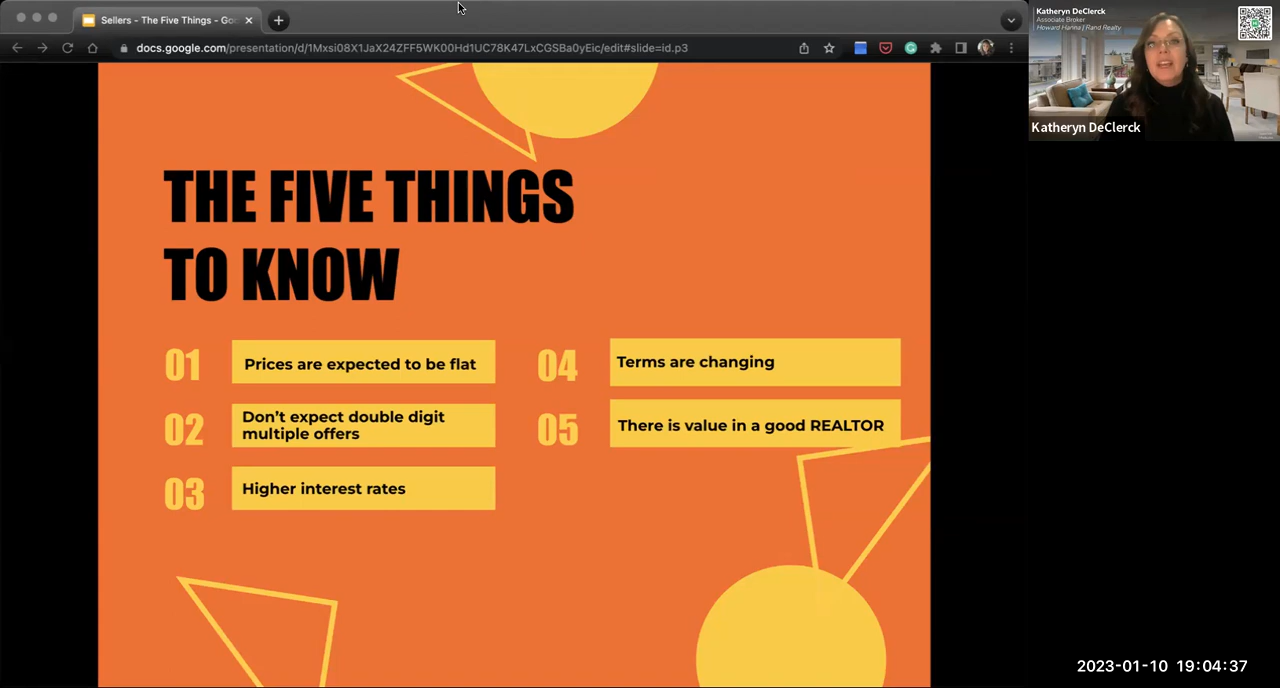 Sellers - The Five Things - Go
docs.google.com/presentation/d/1Mxsi08X1JaX24ZFF5WK00Hd1UC78K47LxCGSBa0yEic/edit#slide=id.p3
THE FIVE THINGS
TO KNOW
01
Prices are expected to be flat
02
Don’t expect double digit
multiple offers
03
Higher interest rates
04
Terms are changing
05
There is value in a good REALTOR
Katheryn DeClerck
Associate Broker
Howard Hanna | Rand Realty
Katheryn DeClerck
2023-01-10 19:04:37